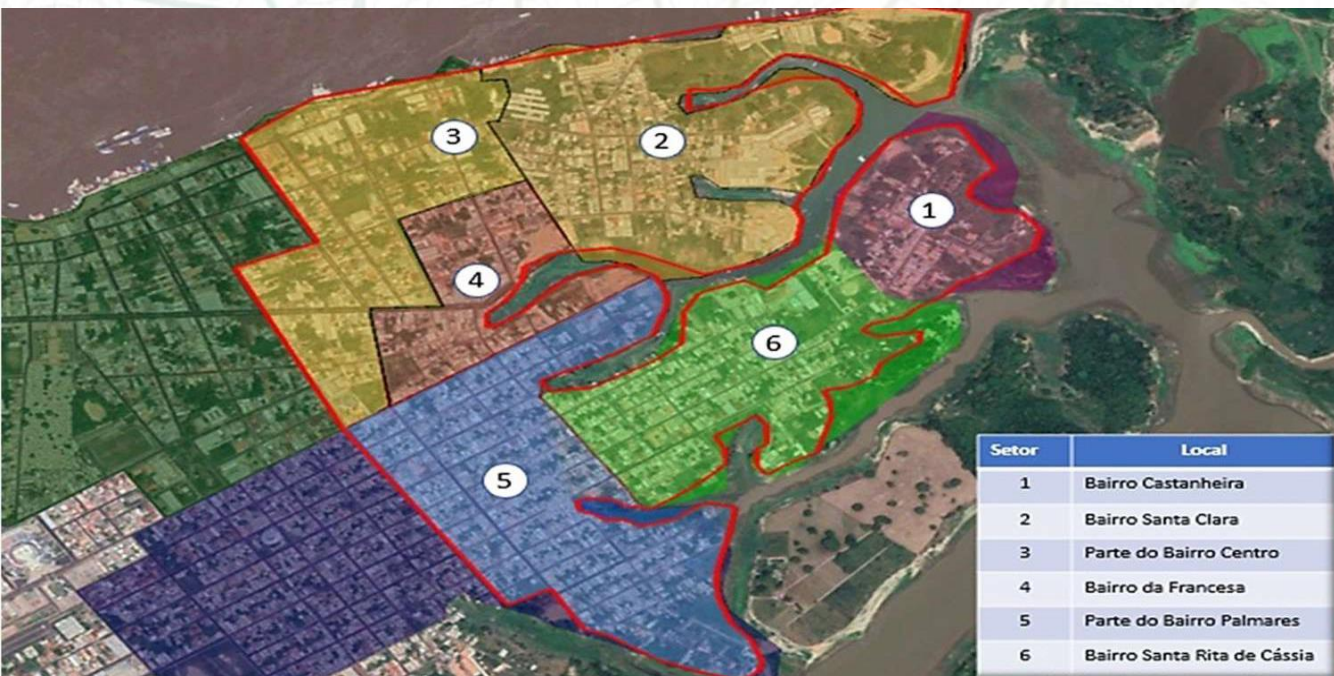 3
2
1
4
6
5
Setor Local
1 Bairro Castanheira
2 Bairro Santa Clara
3 Parte do Bairro Centro
4 Bairro da Francesa
5 Parte do Bairro Palmares
6 Bairro Santa Rita de Cássia